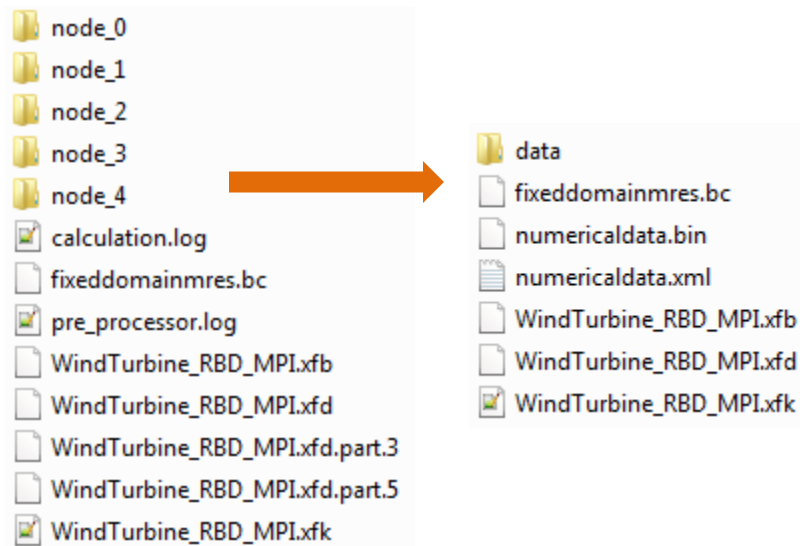 node_0
node_1
node_2
node_3
node_4
calculation.log
fixeddomainmres.bc
pre_processor.log
WindTurbine_RBD_MPI.xfb
WindTurbine_RBD_MPI.xfd
WindTurbine_RBD_MPI.xfd.part.3
WindTurbine_RBD_MPI.xfd.part.5
WindTurbine_RBD_MPI.xfk
data
fixeddomainmres.bc
numericaldata.bin
numericaldata.xml
WindTurbine_RBD_MPI.xfb
WindTurbine_RBD_MPI.xfd
WindTurbine_RBD_MPI.xfk